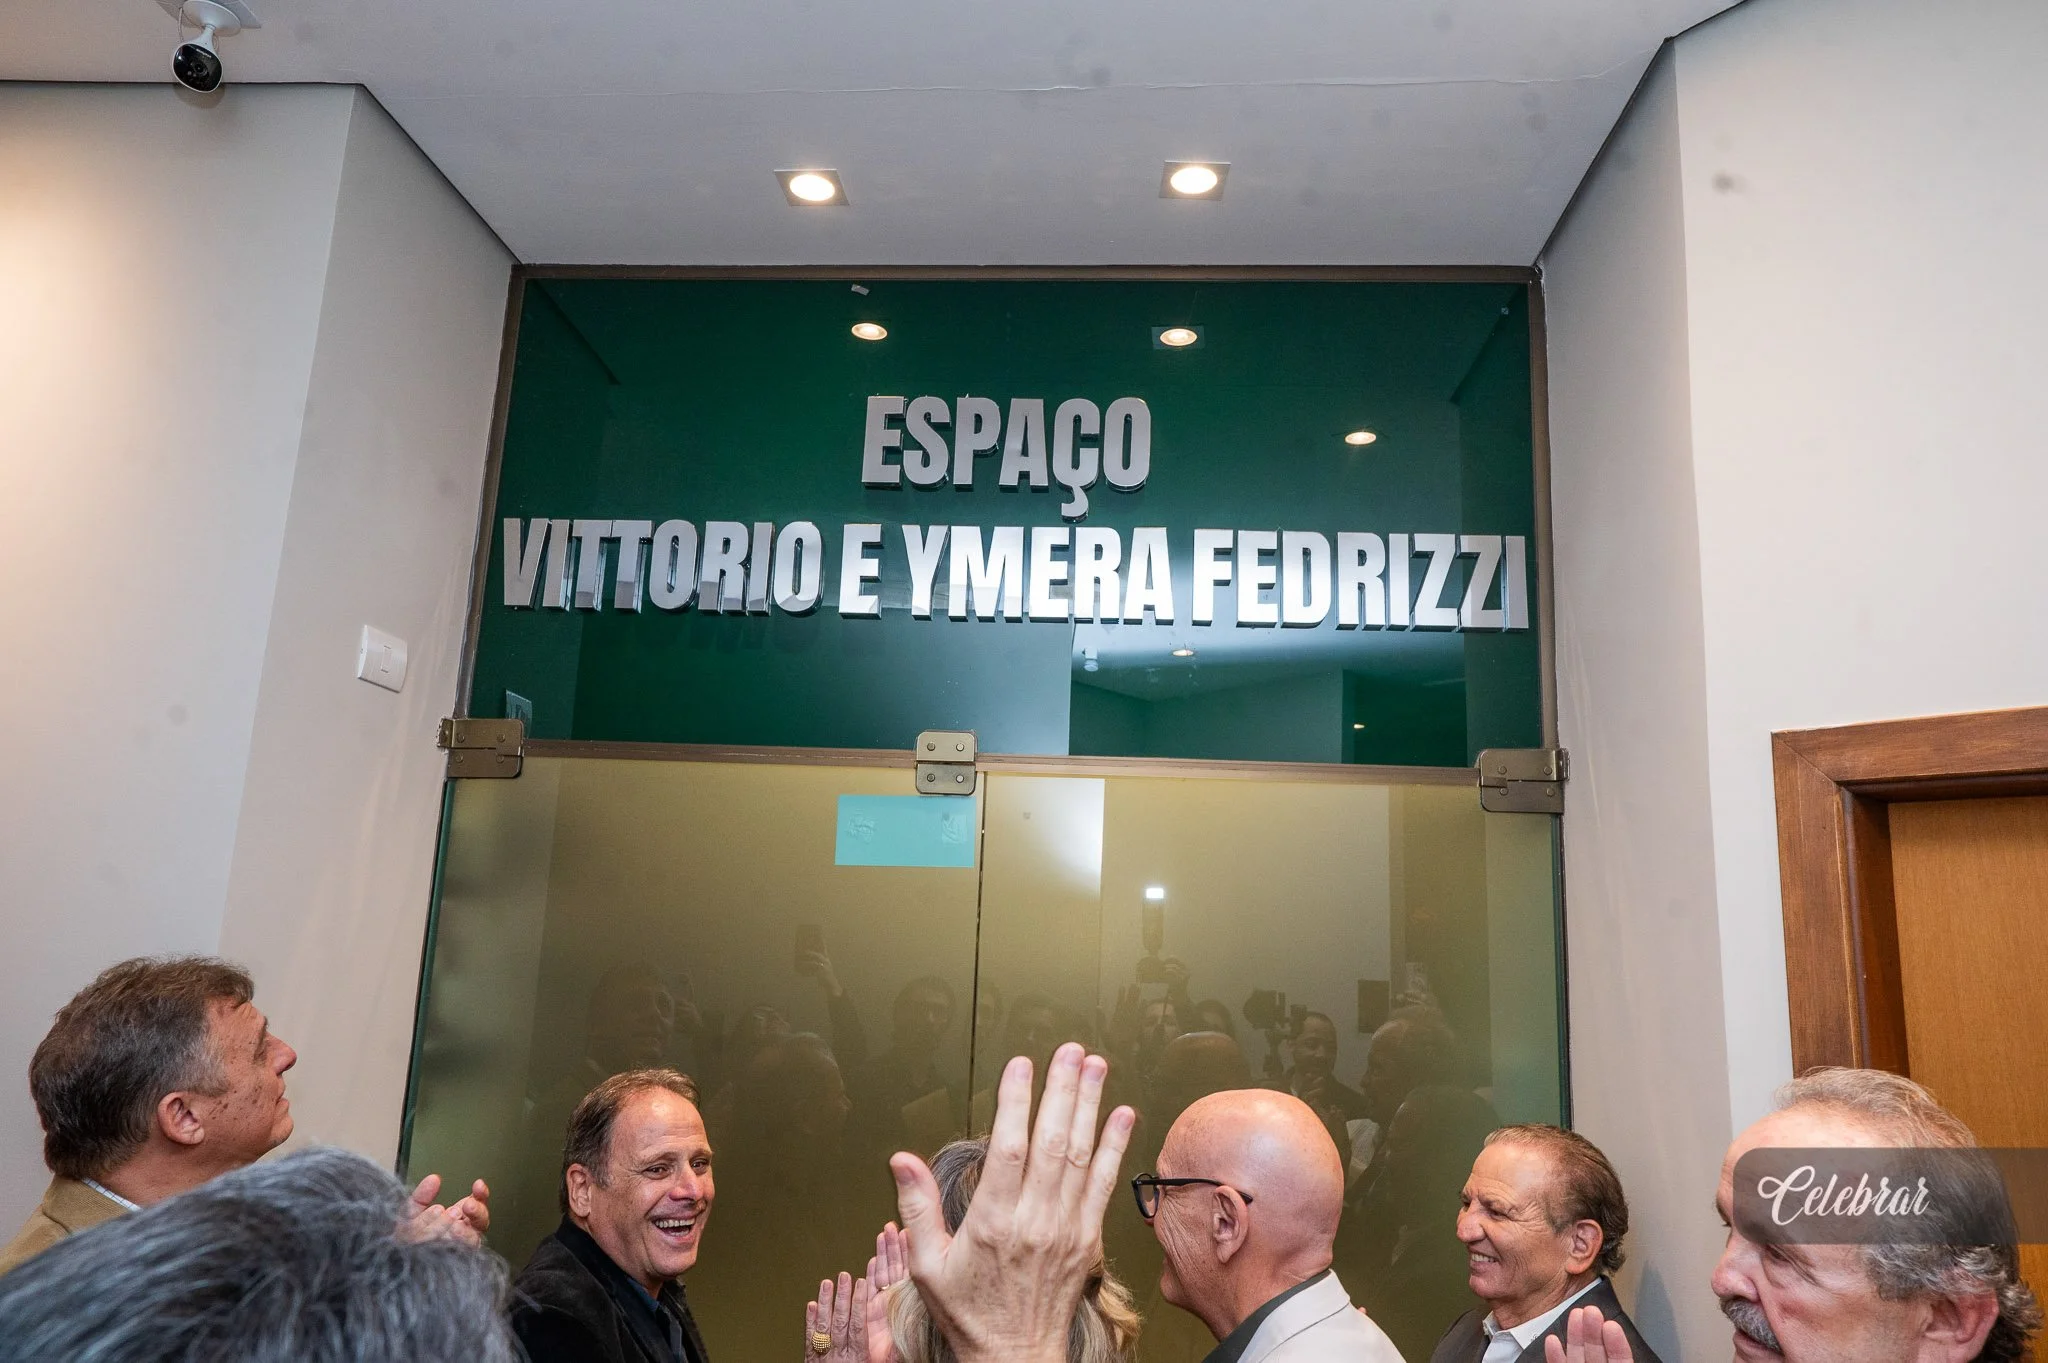 ESPAÇO
VITTORIO E YMERA FEDRIZZI
Celebrar